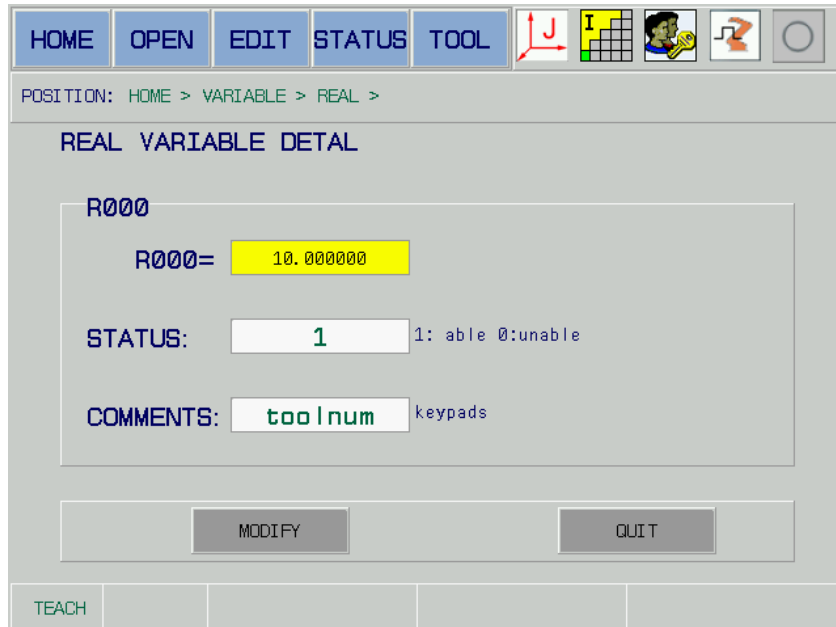 HOME OPEN EDIT STATUS TOOL J I
POSITION: HOME > VARIABLE > REAL >
REAL VARIABLE DETAL
R000
R000= 10.000000
STATUS: 1 1: able 0:unable
COMMENTS: toolnum keypads
MODIFY QUIT
TEACH